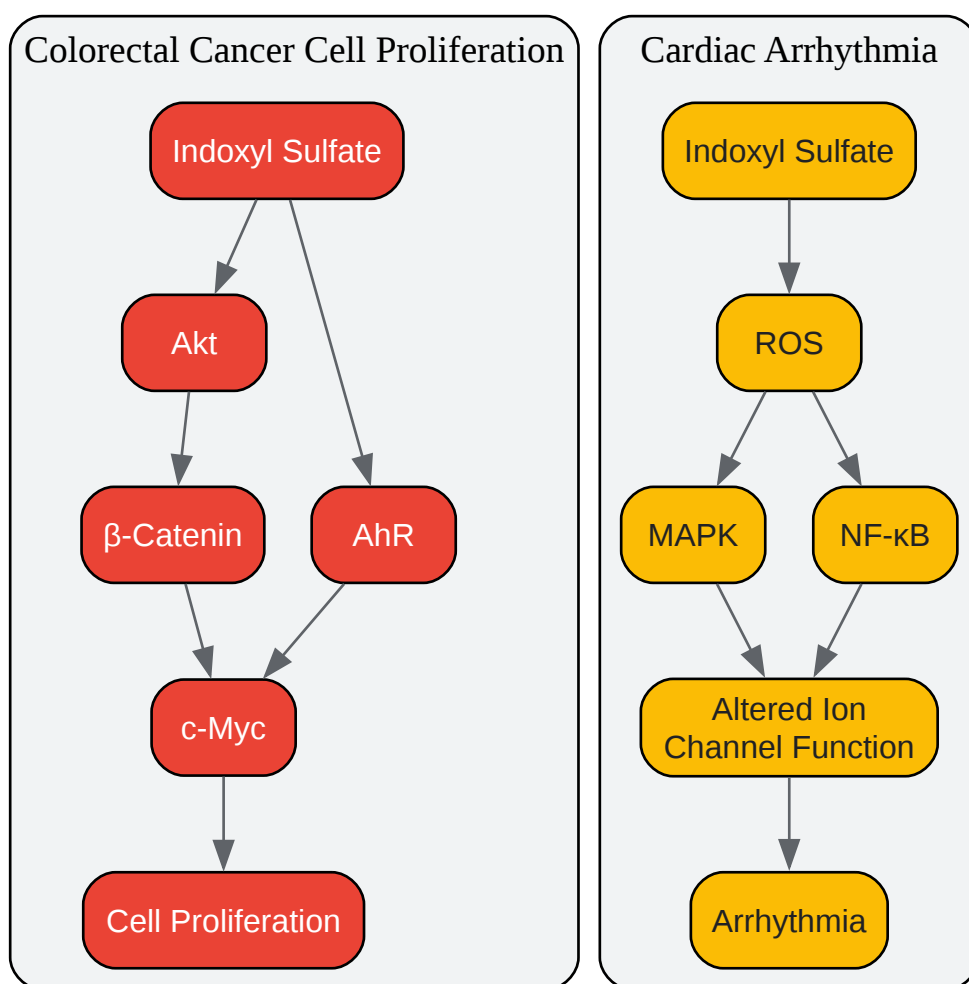 Colorectal Cancer Cell Proliferation
Indoxyl Sulfate
Akt
β-Catenin
AhR
c-Myc
Cell Proliferation
Cardiac Arrhythmia
Indoxyl Sulfate
ROS
MAPK
NF-κB
Altered Ion
Channel Function
Arrhythmia